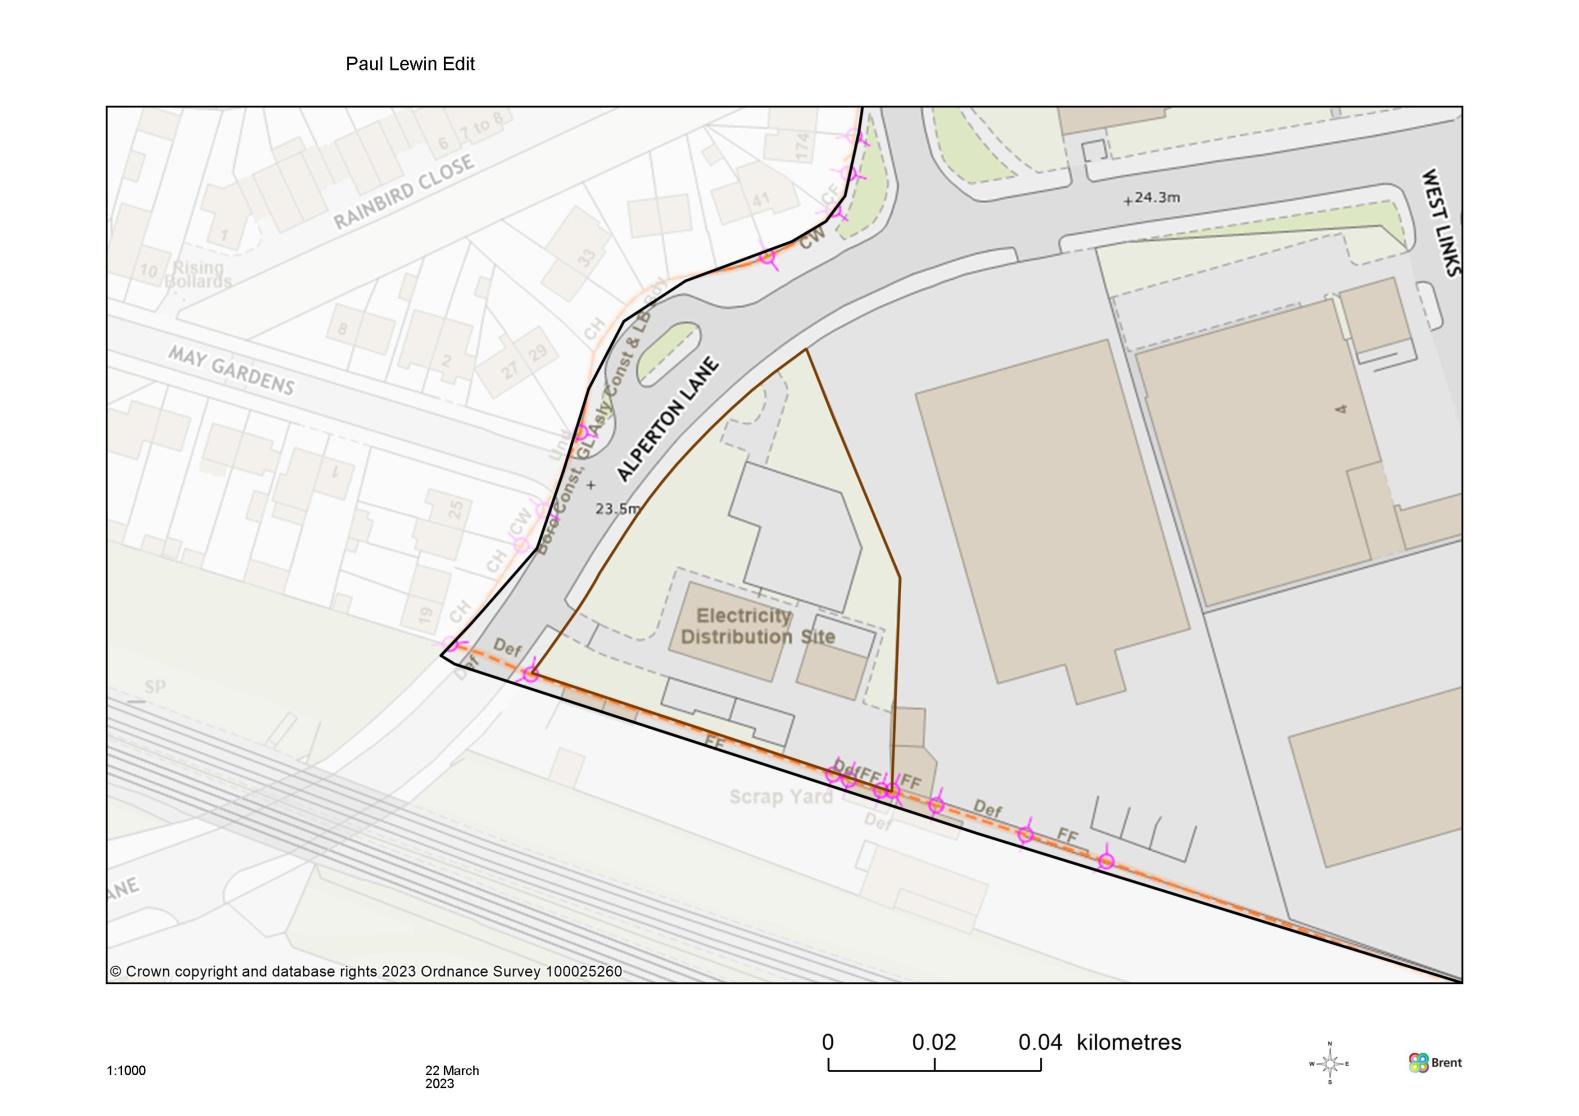 Paul Lewin Edit
6
7 to 8
174
RAINBIRD CLOSE
41
CF
WEST LINKS
24.3m
1
33
CW
10
Rising
Bollards
8
CH
2
29
27
MAY GARDENS
Boro Const, GL Asly Const & LB Bdy
ALPERTON LANE
4
1
Und
23.5m
25
CW
CH
19
CH
Def
Def
Electricity
Distribution Site
SP
FF
Def
FF
FF
Scrap Yard
Def
Def
FF
ANE
© Crown copyright and database rights 2023 Ordnance Survey 100025260
0
0.02
0.04 kilometres
1:1000
22 March
2023
N
W
E
S
Brent